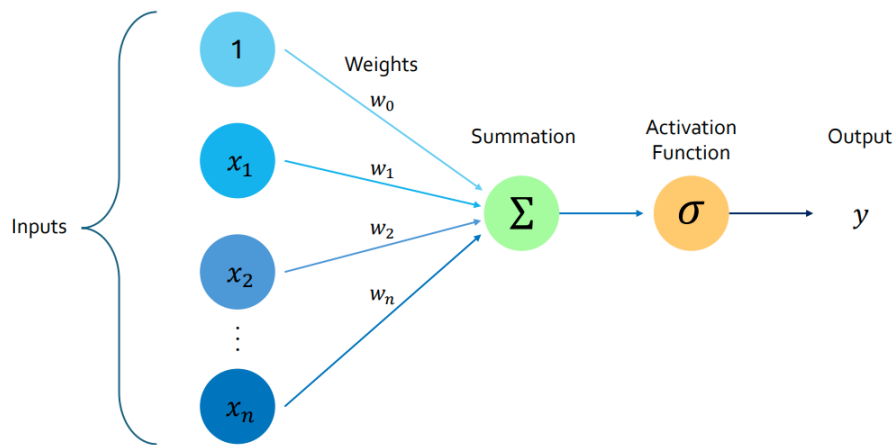 1
Weights
w₀
Summation
Activation
Function
Output
x₁
w₁
Inputs
Σ
σ
y
w₂
x₂
wₙ
⋮
xₙ